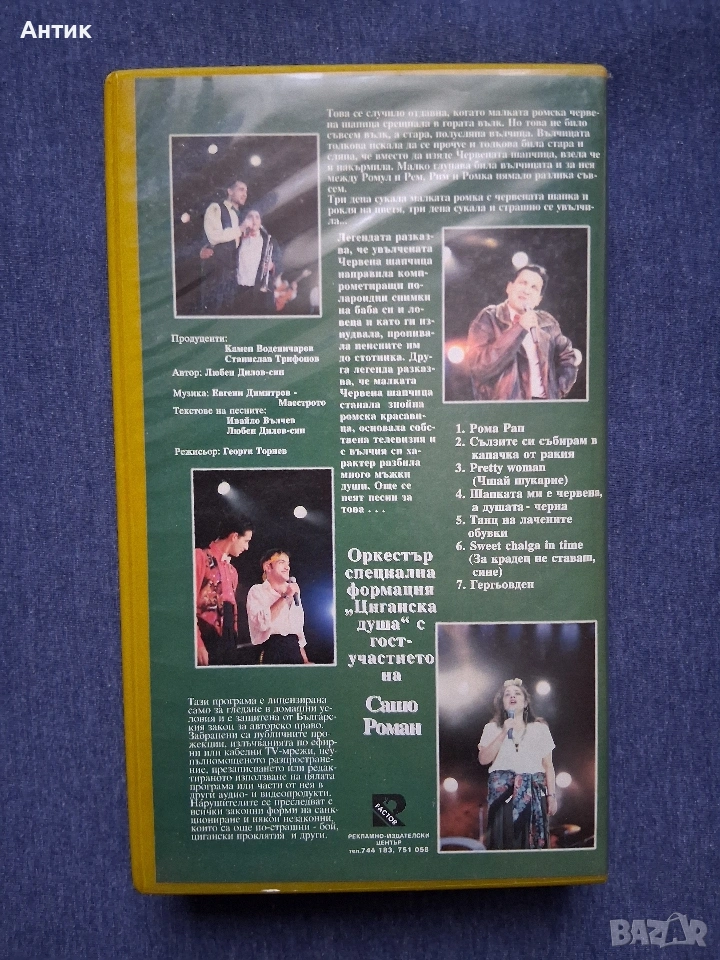 Антик
Това се случило отдавна, когато малката ромска черве-
на шапчица срещнала в гората вълк. Но това не било
съвсем вълк, а стара, полусляпа вълчица. Вълчицата
толкова искала да се прочуе и толкова била стара и
сляпа, че вместо да изяде Червената шапчица, взела че
я накърмила. Малко глупава била вълчицата и за нея
между Ромул и Рем, Рим и Ромка нямало разлика съв-
сем.
Три дена сукала малката ромка с червената шапка и
рокля на цветя, три дена сукала и страшно се увълчи-
ла...
Легендата разказ-
ва, че увълчената
Червена шапчица
направила комп-
рометиращи по-
лароидни снимки
на баба си и ло-
веца и като ги из-
нудвала, пропива-
ла пенсиите им
до стотинка. Дру-
га легенда разказ-
ва, че малката
Червена шапчица
станала знойна
ромска красави-
ца, основала собс-
твена телевизия и
с вълчия си ха-
рактер разбила
много мъжки
души. Още се
пеят песни за
това . . .
Продуценти:
Камен Воденичаров
Станислав Трифонов
Автор: Любен Дилов-син
Музика: Евгени Димитров -
Маестрото
Текстове на песните:
Ивайло Вълчев
Любен Дилов-син
Режисьор: Георги Торнев
1. Рома Рап
2. Сълзите си събирам в
капачка от ракия
3. Pretty woman
(Чшай шукарие)
4. Шапката ми е червена,
а душата - черна
5. Танц на лачените
обувки
6. Sweet chalga in time
(За крадец не ставаш,
сине)
7. Гергьовден
Оркестър
специална
формация
„Циганска
душа“ с
гост-
участието
на
Сашо
Роман
Тази програма е лицензирана
само за гледане в домашни ус-
ловия и е защитена от Българс-
кия закон за авторско право.
Забранени са публичните про-
жекции, излъчванията по ефир-
ни или кабелни TV-мрежи, неу-
пълномощеното разпростране-
ние, презаписването или редак-
тираното използване на цялата
програма или части от нея в
други аудио- и видеопродукти.
Нарушителите се преследват с
всички законни форми на санк-
циониране и някои незаконни,
които са още по-страшни - бой,
цигански проклятия и други.
R
FACTOR
РЕКЛАМНО-ИЗДАТЕЛСКИ
ЦЕНТЪР
тел. 744 183, 751 056
BAZAR